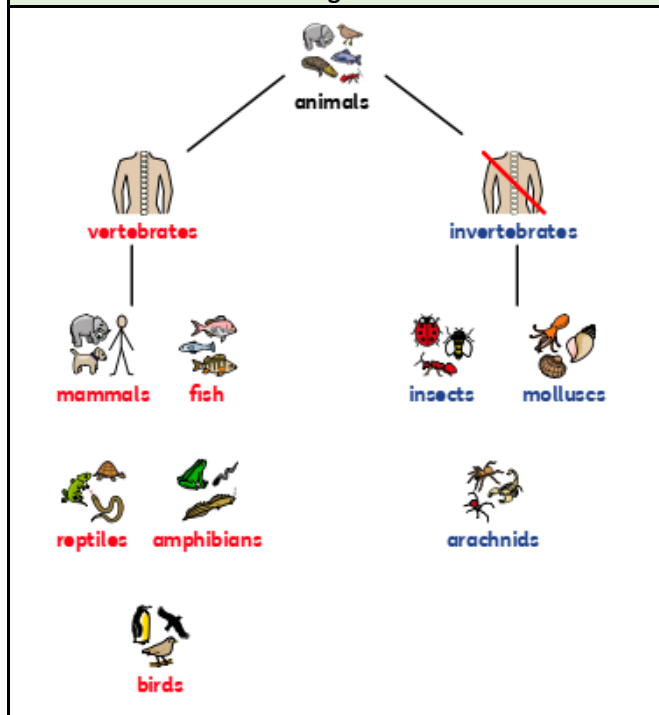 animals
vertebrates
invertebrates
mammals
fish
insects
molluscs
reptiles
amphibians
arachnids
birds